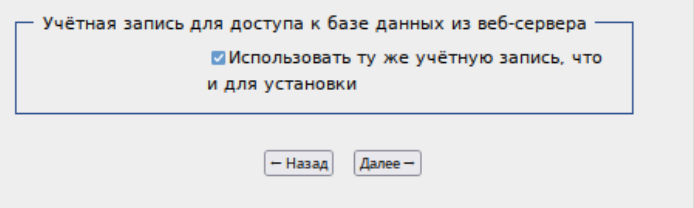 Учётная запись для доступа к базе данных из веб-сервера
Использовать ту же учётную запись, что
и для установки
← Назад Далее →